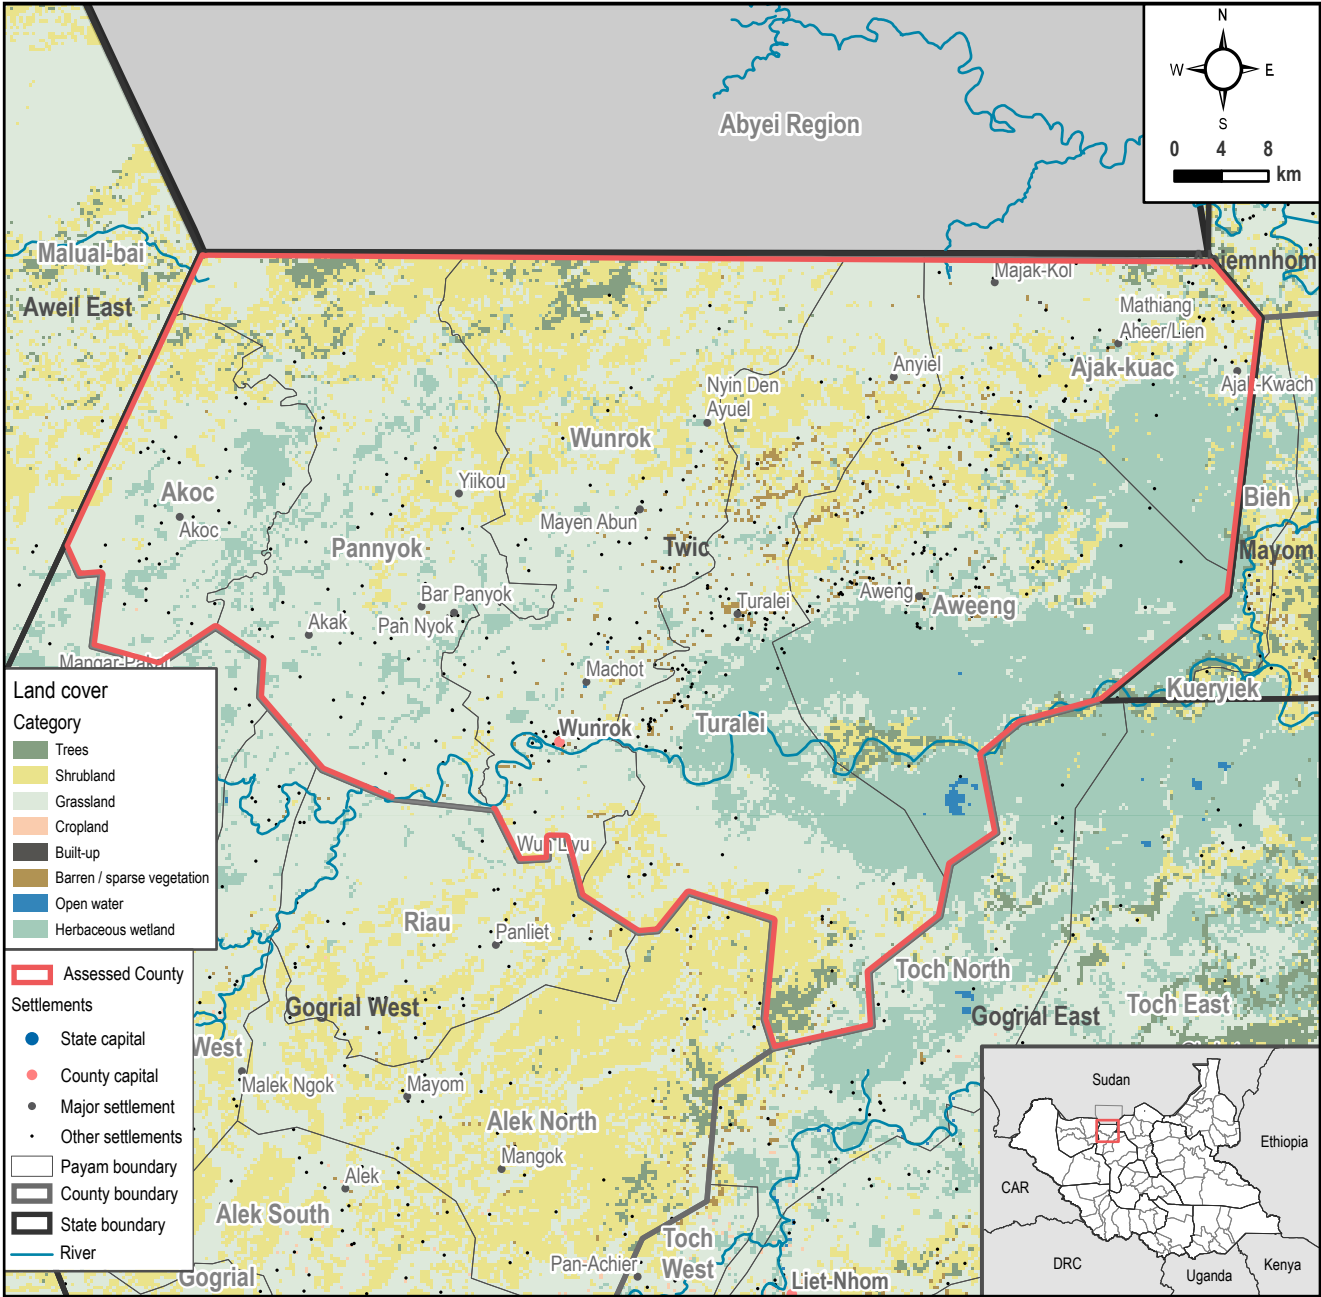 N
W
E
S
0 4 8
km
Abyei Region
Malual-bai
Aweil East
Majak-Kol
Mathiang
Aheer/Lien
Ajak-kuac
Ajak-Kwach
Anyiel
Nyin Den
Ayuel
Wunrok
Yiikou
Akoc
Akoc
Mayen Abun
Pannyok
Twic
Bieh
Mayom
Bar Panyok
Pan Nyok
Akak
Turalei
Aweng
Aweeng
Machot
Wunrok
Turalei
Kueryiek
Riau
Panliet
Gogrial West
West
Malek Ngok
Mayom
Alek North
Mangok
Alek
Alek South
Gogrial
Pan-Achier
Toch
West
Liet-Nhom
Toch North
Gogrial East
Toch East
Land cover
Category
Trees
Shrubland
Grassland
Cropland
Built-up
Barren / sparse vegetation
Open water
Herbaceous wetland
Assessed County
Settlements
State capital
County capital
Major settlement
Other settlements
Payam boundary
County boundary
State boundary
River
Sudan
Ethiopia
CAR
DRC
Uganda
Kenya